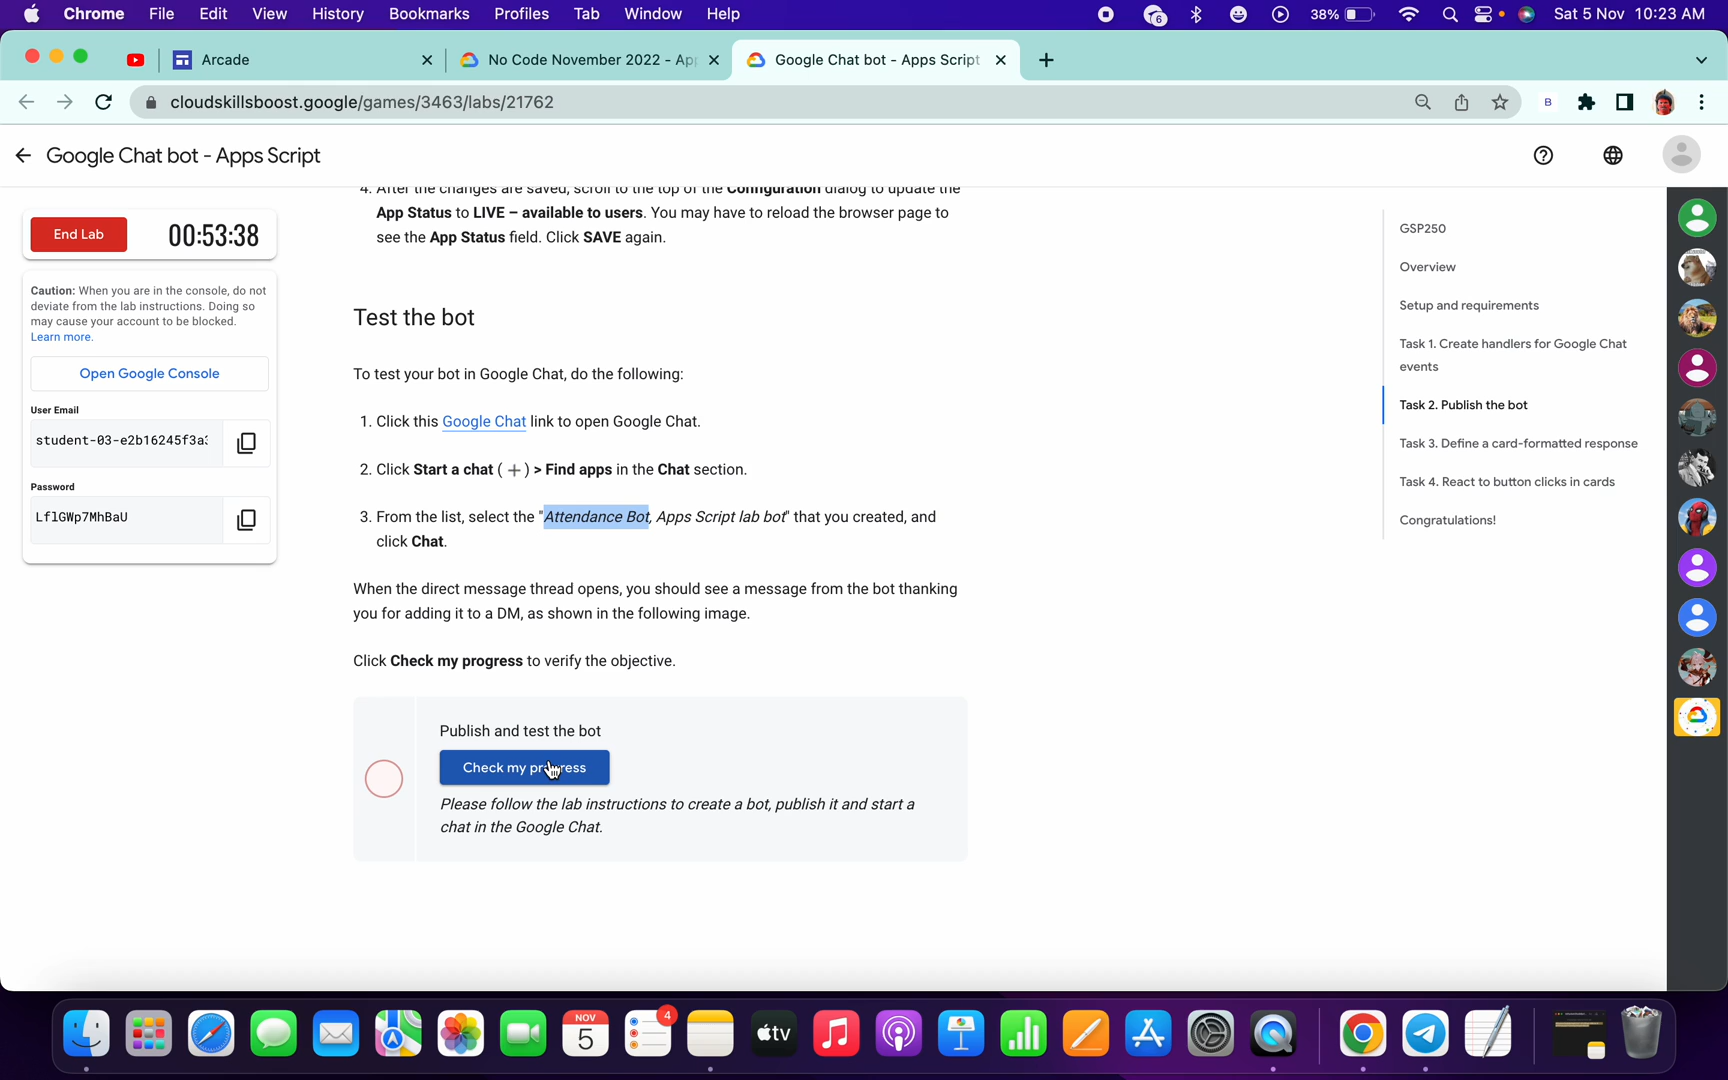 Chrome File Edit View History Bookmarks Profiles Tab Window Help 6 38% Sat 5 Nov 10:23 AM
Arcade No Code November 2022 - Ap Google Chat bot - Apps Script
cloudskillsboost.google/games/3463/labs/21762 B
Google Chat bot - Apps Script
4. After the changes are saved, scroll to the top of the Configuration dialog to update the
App Status to LIVE – available to users. You may have to reload the browser page to
see the App Status field. Click SAVE again.
End Lab 00:53:38
Caution: When you are in the console, do not
deviate from the lab instructions. Doing so
may cause your account to be blocked.
Learn more.
Open Google Console
User Email
student-03-e2b16245f3a
Password
Lf1GWp7MhBaU
Test the bot
To test your bot in Google Chat, do the following:
1. Click this Google Chat link to open Google Chat.
2. Click Start a chat ( + ) > Find apps in the Chat section.
3. From the list, select the "Attendance Bot, Apps Script lab bot" that you created, and
click Chat.
When the direct message thread opens, you should see a message from the bot thanking
you for adding it to a DM, as shown in the following image.
Click Check my progress to verify the objective.
Publish and test the bot
Check my progress
Please follow the lab instructions to create a bot, publish it and start a
chat in the Google Chat.
GSP250
Overview
Setup and requirements
Task 1. Create handlers for Google Chat
events
Task 2. Publish the bot
Task 3. Define a card-formatted response
Task 4. React to button clicks in cards
Congratulations!
NOV
5
4
tv